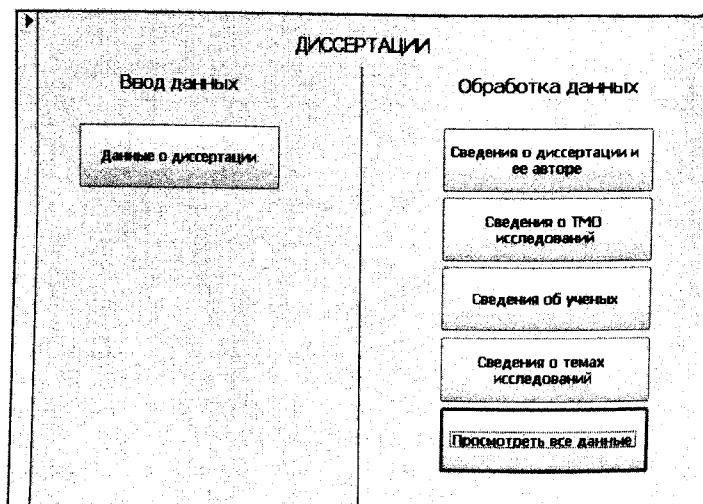 ДИССЕРТАЦИИ
Ввод данных
Обработка данных
Данные о диссертации
Сведения о диссертации и
ее авторе
Сведения о ТМО
исследований
Сведения об ученых
Сведения о темах
исследований
Просмотреть все данные